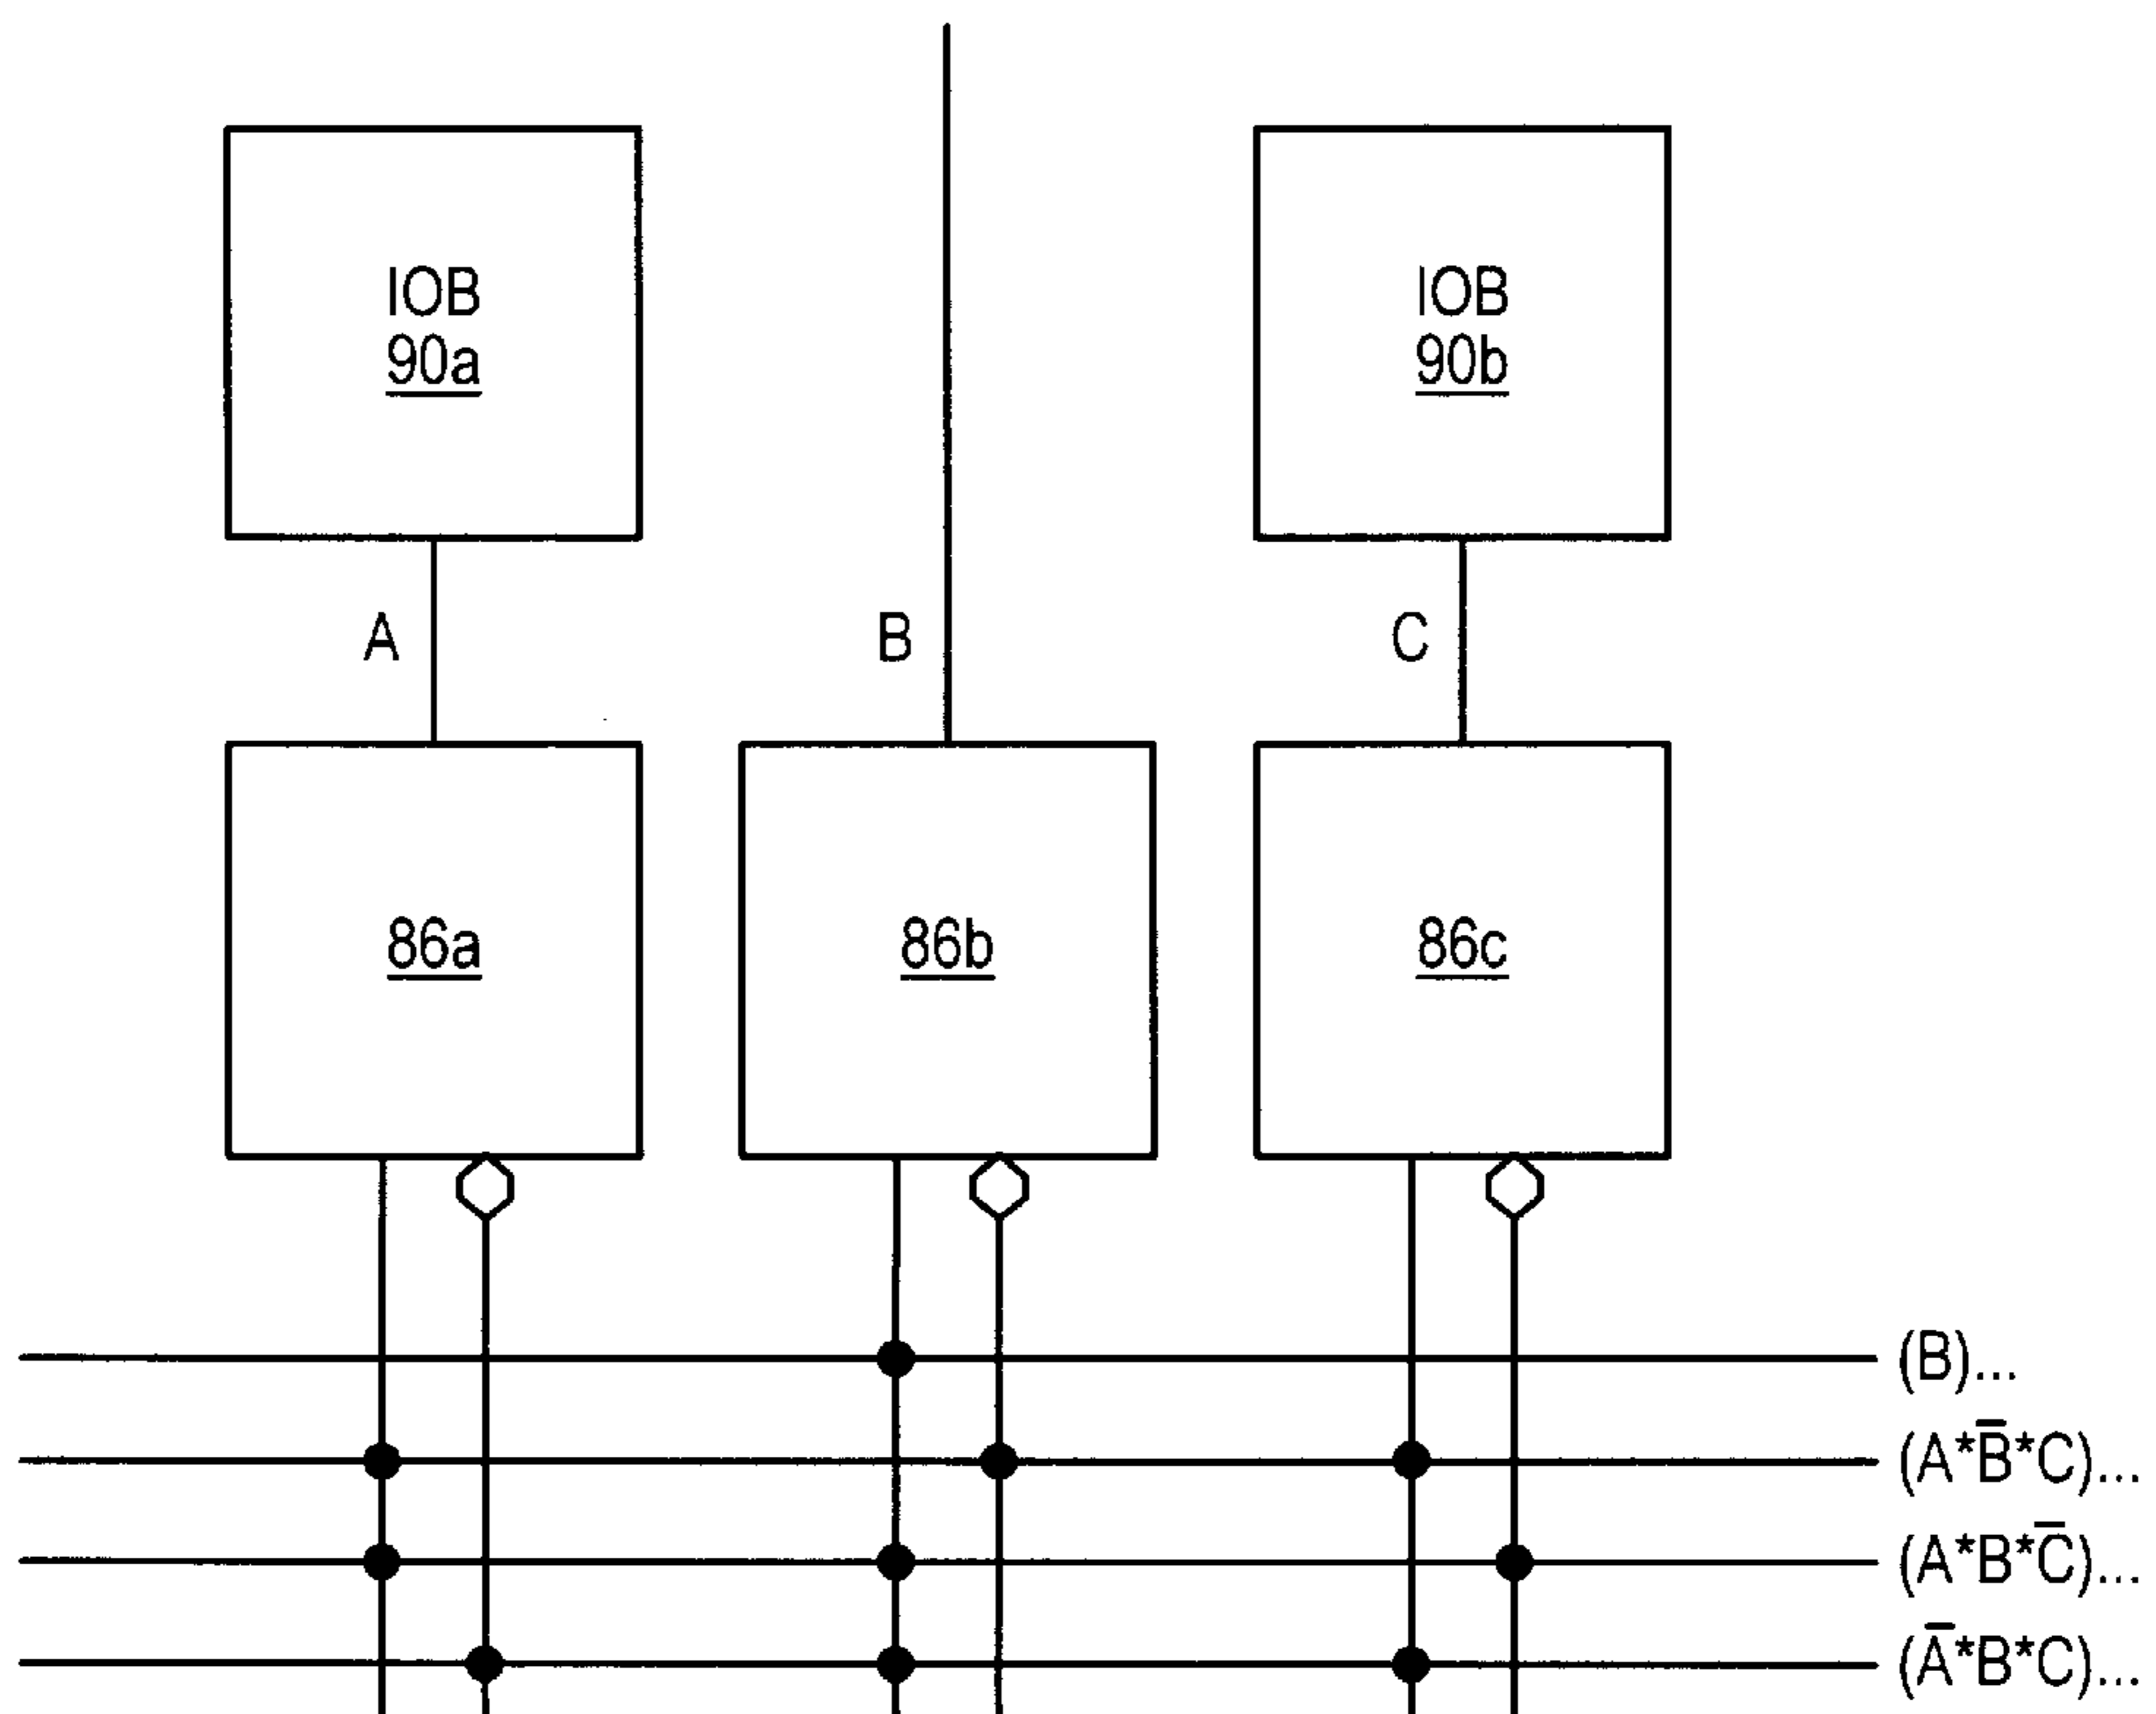 IOB
90a
IOB
90b
A
B
C
86a
86b
86c
(B)...
(A*B̅*C)...
(A*B*C̅)...
(A̅*B*C)...